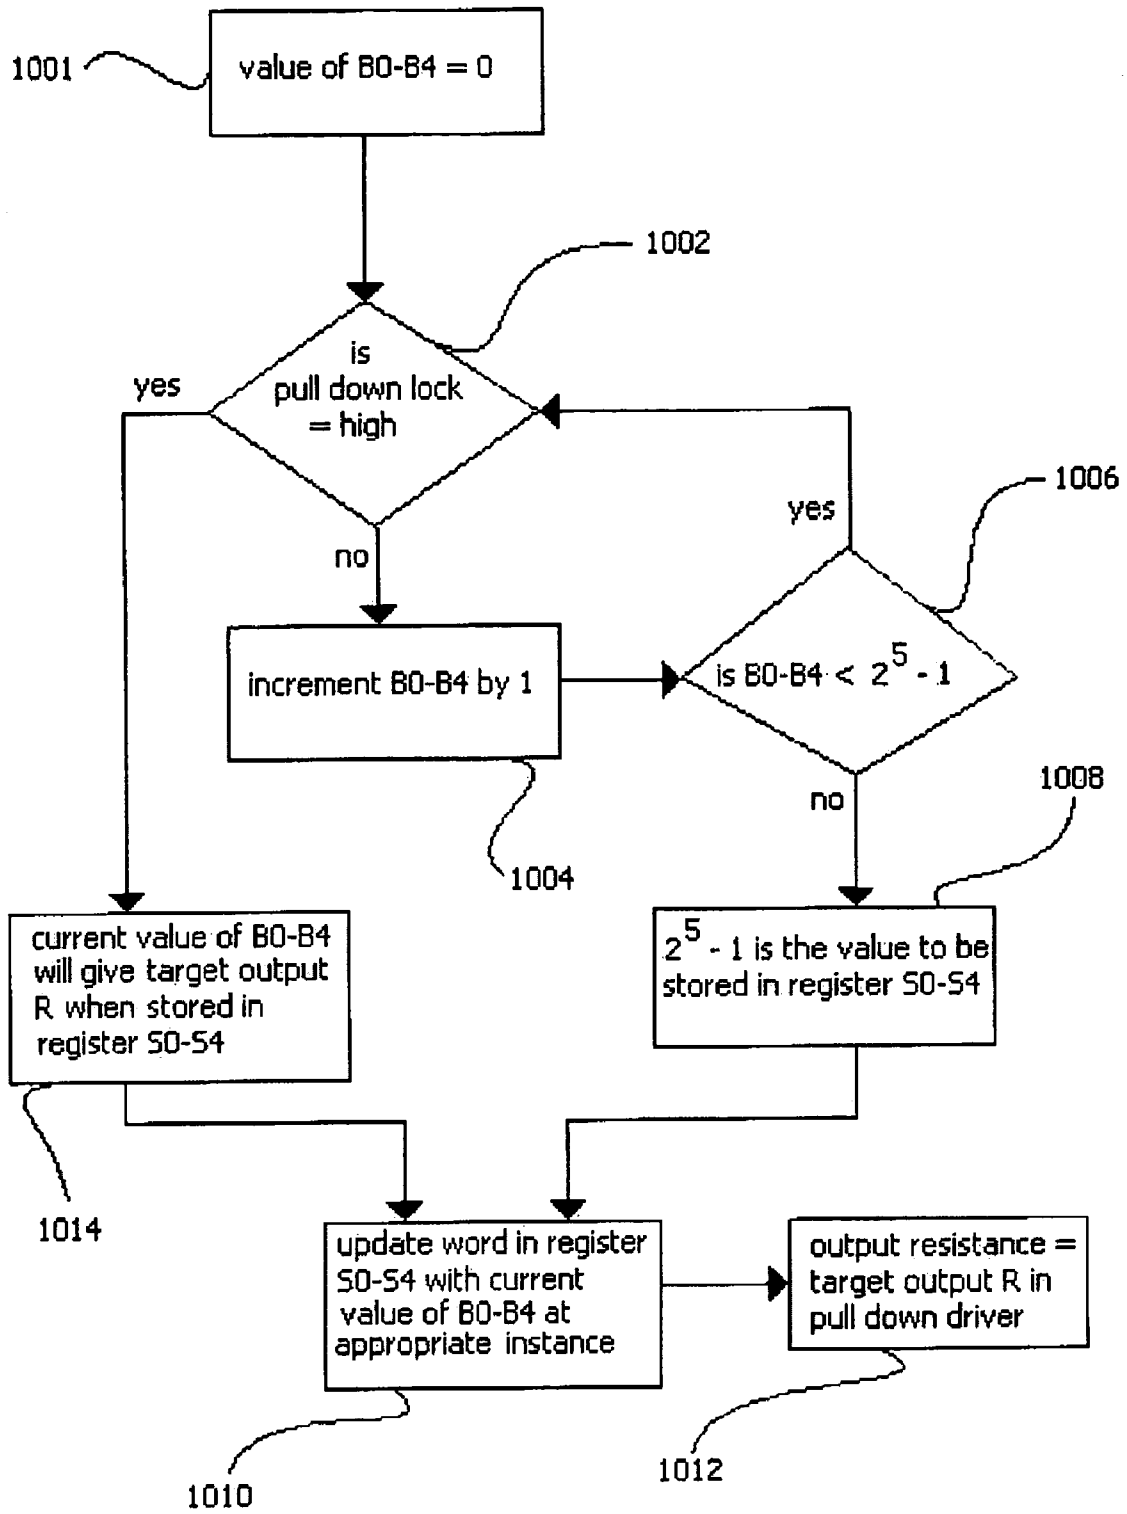 1001
value of B0-B4 = 0
1002
is
pull down lock
= high
yes
no
1006
yes
increment B0-B4 by 1
is B0-B4 < 2^5 - 1
1004
no
1008
current value of B0-B4
will give target output
R when stored in
register S0-S4
2^5 - 1 is the value to be
stored in register S0-S4
1014
update word in register
S0-S4 with current
value of B0-B4 at
appropriate instance
output resistance =
target output R in
pull down driver
1010
1012